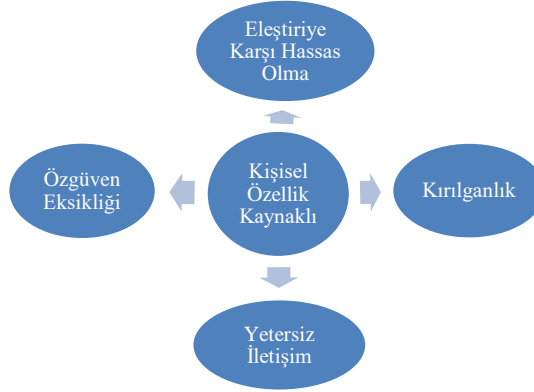 Eleştiriye
Karşı Hassas
Olma
Özgüven
Eksikliği
Kişisel
Özellik
Kaynaklı
Kırılganlık
Yetersiz
İletişim